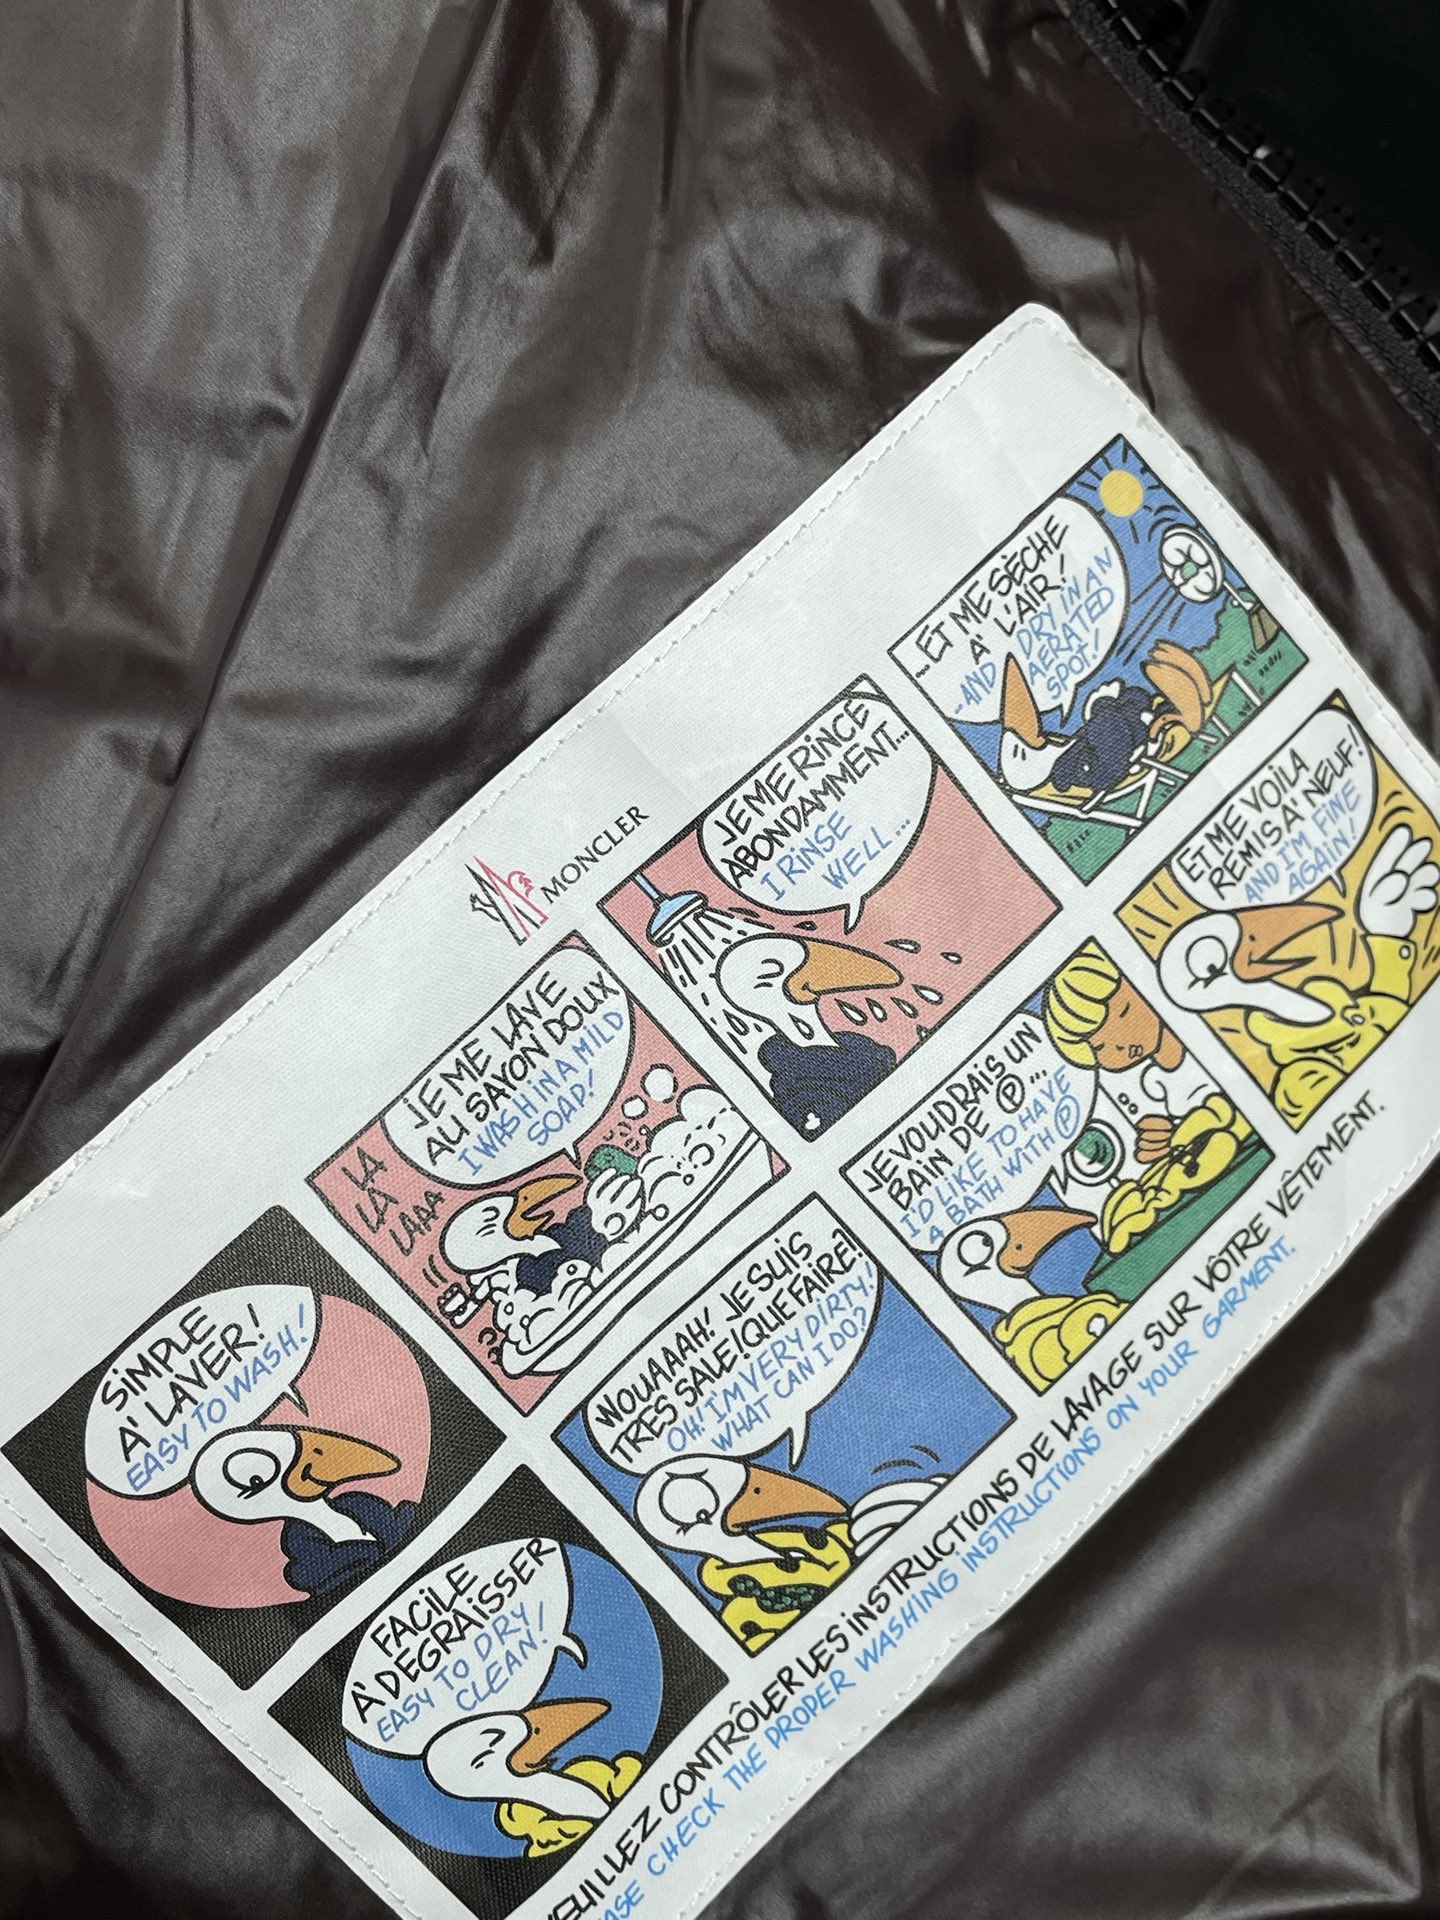 MONCLER
SIMPLE
A' LAVER!
EASY TO WASH!
LA
LA
LAAA
JE ME LAVE
AU SAVON DOUX
I WASH IN A MILD
SOAP!
JE ME RINCE
ABONDAMMENT...
I RINSE
WELL...
...ET ME SÈCHE
A' L'AIR!
..AND DRY IN AN
AERATED
SPOT!
FACILE
A' DEGRAISSER
EASY TO DRY
CLEAN!
WOUAAAH! JE SUIS
TRES SALE! QUE FAIRE?
OH! I'M VERY DIRTY!
WHAT CAN I DO?
JE VOUDRAIS UN
BAIN DE Ⓟ...
I'D LIKE TO HAVE
A BATH WITH Ⓟ
ET ME VOILA
REMIS A' NEUF!
AND I'M FINE
AGAIN!
VEUILLEZ CONTRÔLER LES INSTRUCTIONS DE LAVAGE SUR VÔTRE VÊTEMENT.
CHECK THE PROPER WASHING INSTRUCTIONS ON YOUR GARMENT.